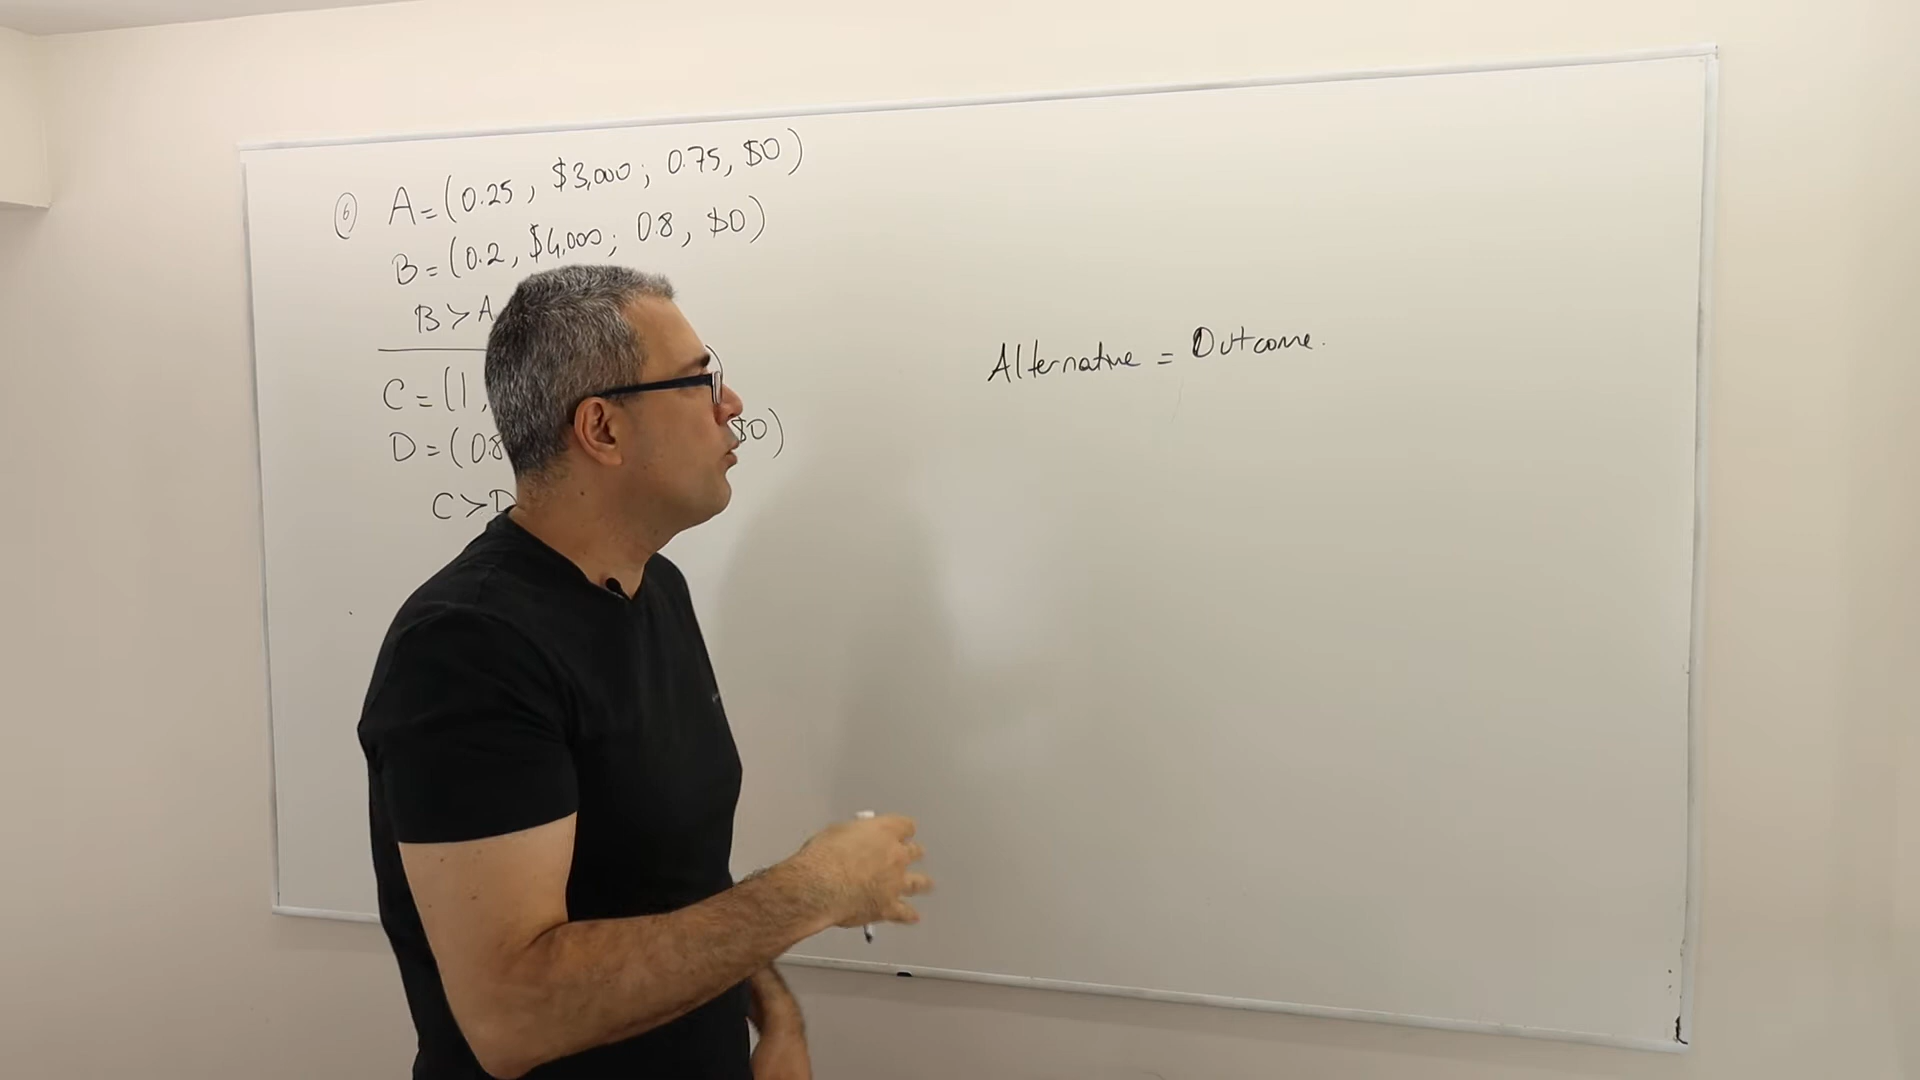 ⑥ A=(0.25, $3,000; 0.75, $0)
B=(0.2, $4,000; 0.8, $0)
B>A
C=(1, )
D=(0.8 $0)
C>D
Alternative = Outcome.